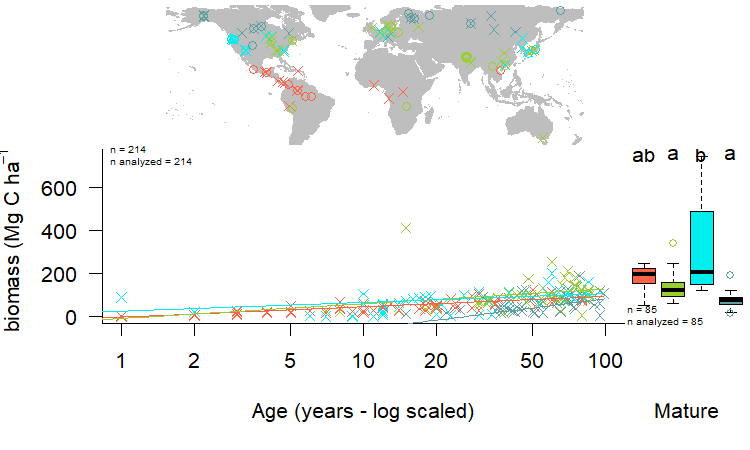 n = 214
n analyzed = 214
biomass (Mg C ha⁻¹
600
400
200
0
ab a b a
n = 85
n analyzed = 85
1 2 5 10 20 50 100
Age (years - log scaled)
Mature